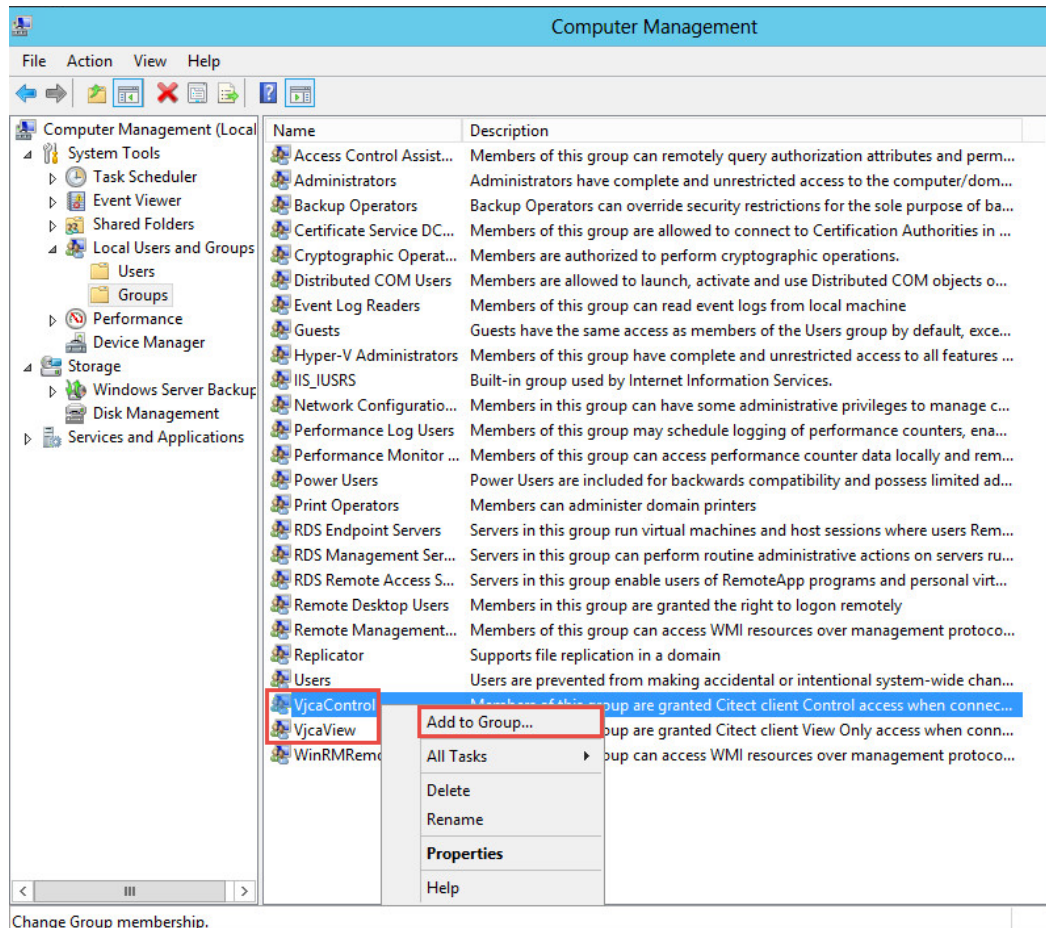 Computer Management
File Action View Help
Computer Management (Local
System Tools
Task Scheduler
Event Viewer
Shared Folders
Local Users and Groups
Users
Groups
Performance
Device Manager
Storage
Windows Server Backup
Disk Management
Services and Applications
Name Description
Access Control Assist... Members of this group can remotely query authorization attributes and perm...
Administrators Administrators have complete and unrestricted access to the computer/dom...
Backup Operators Backup Operators can override security restrictions for the sole purpose of ba...
Certificate Service DC... Members of this group are allowed to connect to Certification Authorities in ...
Cryptographic Operat... Members are authorized to perform cryptographic operations.
Distributed COM Users Members are allowed to launch, activate and use Distributed COM objects o...
Event Log Readers Members of this group can read event logs from local machine
Guests Guests have the same access as members of the Users group by default, exce...
Hyper-V Administrators Members of this group have complete and unrestricted access to all features ...
IIS_IUSRS Built-in group used by Internet Information Services.
Network Configuratio... Members in this group can have some administrative privileges to manage c...
Performance Log Users Members of this group may schedule logging of performance counters, ena...
Performance Monitor ... Members of this group can access performance counter data locally and rem...
Power Users Power Users are included for backwards compatibility and possess limited ad...
Print Operators Members can administer domain printers
RDS Endpoint Servers Servers in this group run virtual machines and host sessions where users Rem...
RDS Management Ser... Servers in this group can perform routine administrative actions on servers ru...
RDS Remote Access S... Servers in this group enable users of RemoteApp programs and personal virt...
Remote Desktop Users Members in this group are granted the right to logon remotely
Remote Management... Members of this group can access WMI resources over management protoco...
Replicator Supports file replication in a domain
Users Users are prevented from making accidental or intentional system-wide chan...
VjcaControl Members of this group are granted Citect client Control access when connec...
VjcaView oup are granted Citect client View Only access when conn...
WinRMRemo oup can access WMI resources over management protoco...
Add to Group...
All Tasks
Delete
Rename
Properties
Help
Change Group membership.